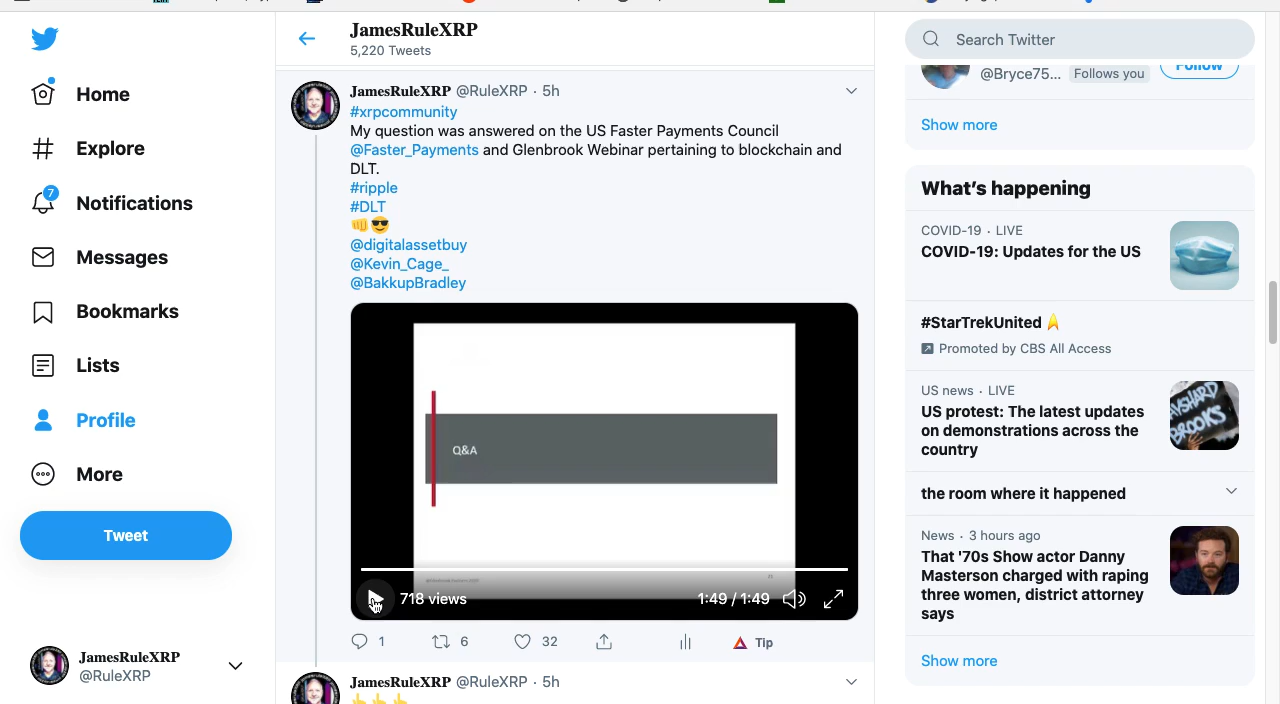 Home
Explore
7
Notifications
Messages
Bookmarks
Lists
Profile
More
Tweet
JamesRuleXRP
@RuleXRP
JamesRuleXRP
5,220 Tweets
JamesRuleXRP @RuleXRP · 5h
#xrpcommunity
My question was answered on the US Faster Payments Council
@Faster_Payments and Glenbrook Webinar pertaining to blockchain and
DLT.
#ripple
#DLT
👊😎
@digitalassetbuy
@Kevin_Cage_
@BakkupBradley
Q&A
718 views
1:49 / 1:49
1
6
32
Tip
JamesRuleXRP @RuleXRP · 5h
Search Twitter
@Bryce75... Follows you
Follow
Show more
What's happening
COVID-19 · LIVE
COVID-19: Updates for the US
#StarTrekUnited
Promoted by CBS All Access
US news · LIVE
US protest: The latest updates
on demonstrations across the
country
BROOKS
the room where it happened
News · 3 hours ago
That '70s Show actor Danny
Masterson charged with raping
three women, district attorney
says
Show more